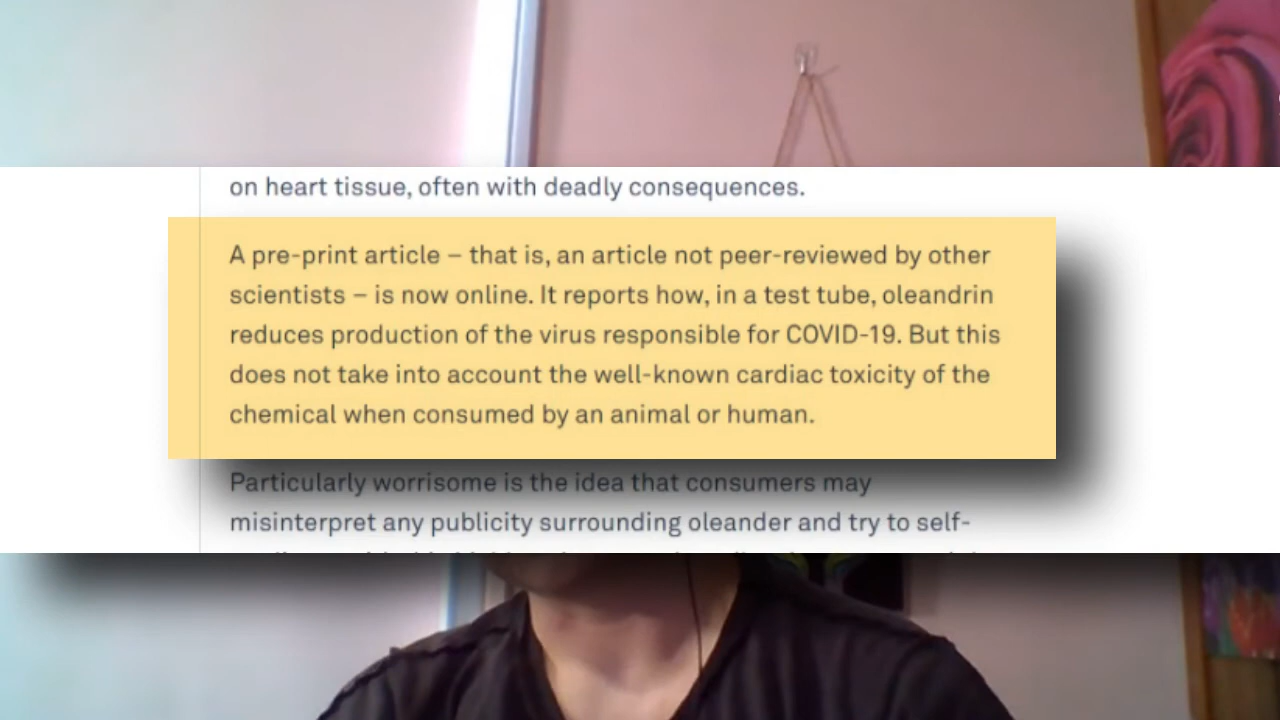 on heart tissue, often with deadly consequences.
A pre-print article – that is, an article not peer-reviewed by other
scientists – is now online. It reports how, in a test tube, oleandrin
reduces production of the virus responsible for COVID-19. But this
does not take into account the well-known cardiac toxicity of the
chemical when consumed by an animal or human.
Particularly worrisome is the idea that consumers may
misinterpret any publicity surrounding oleander and try to self-